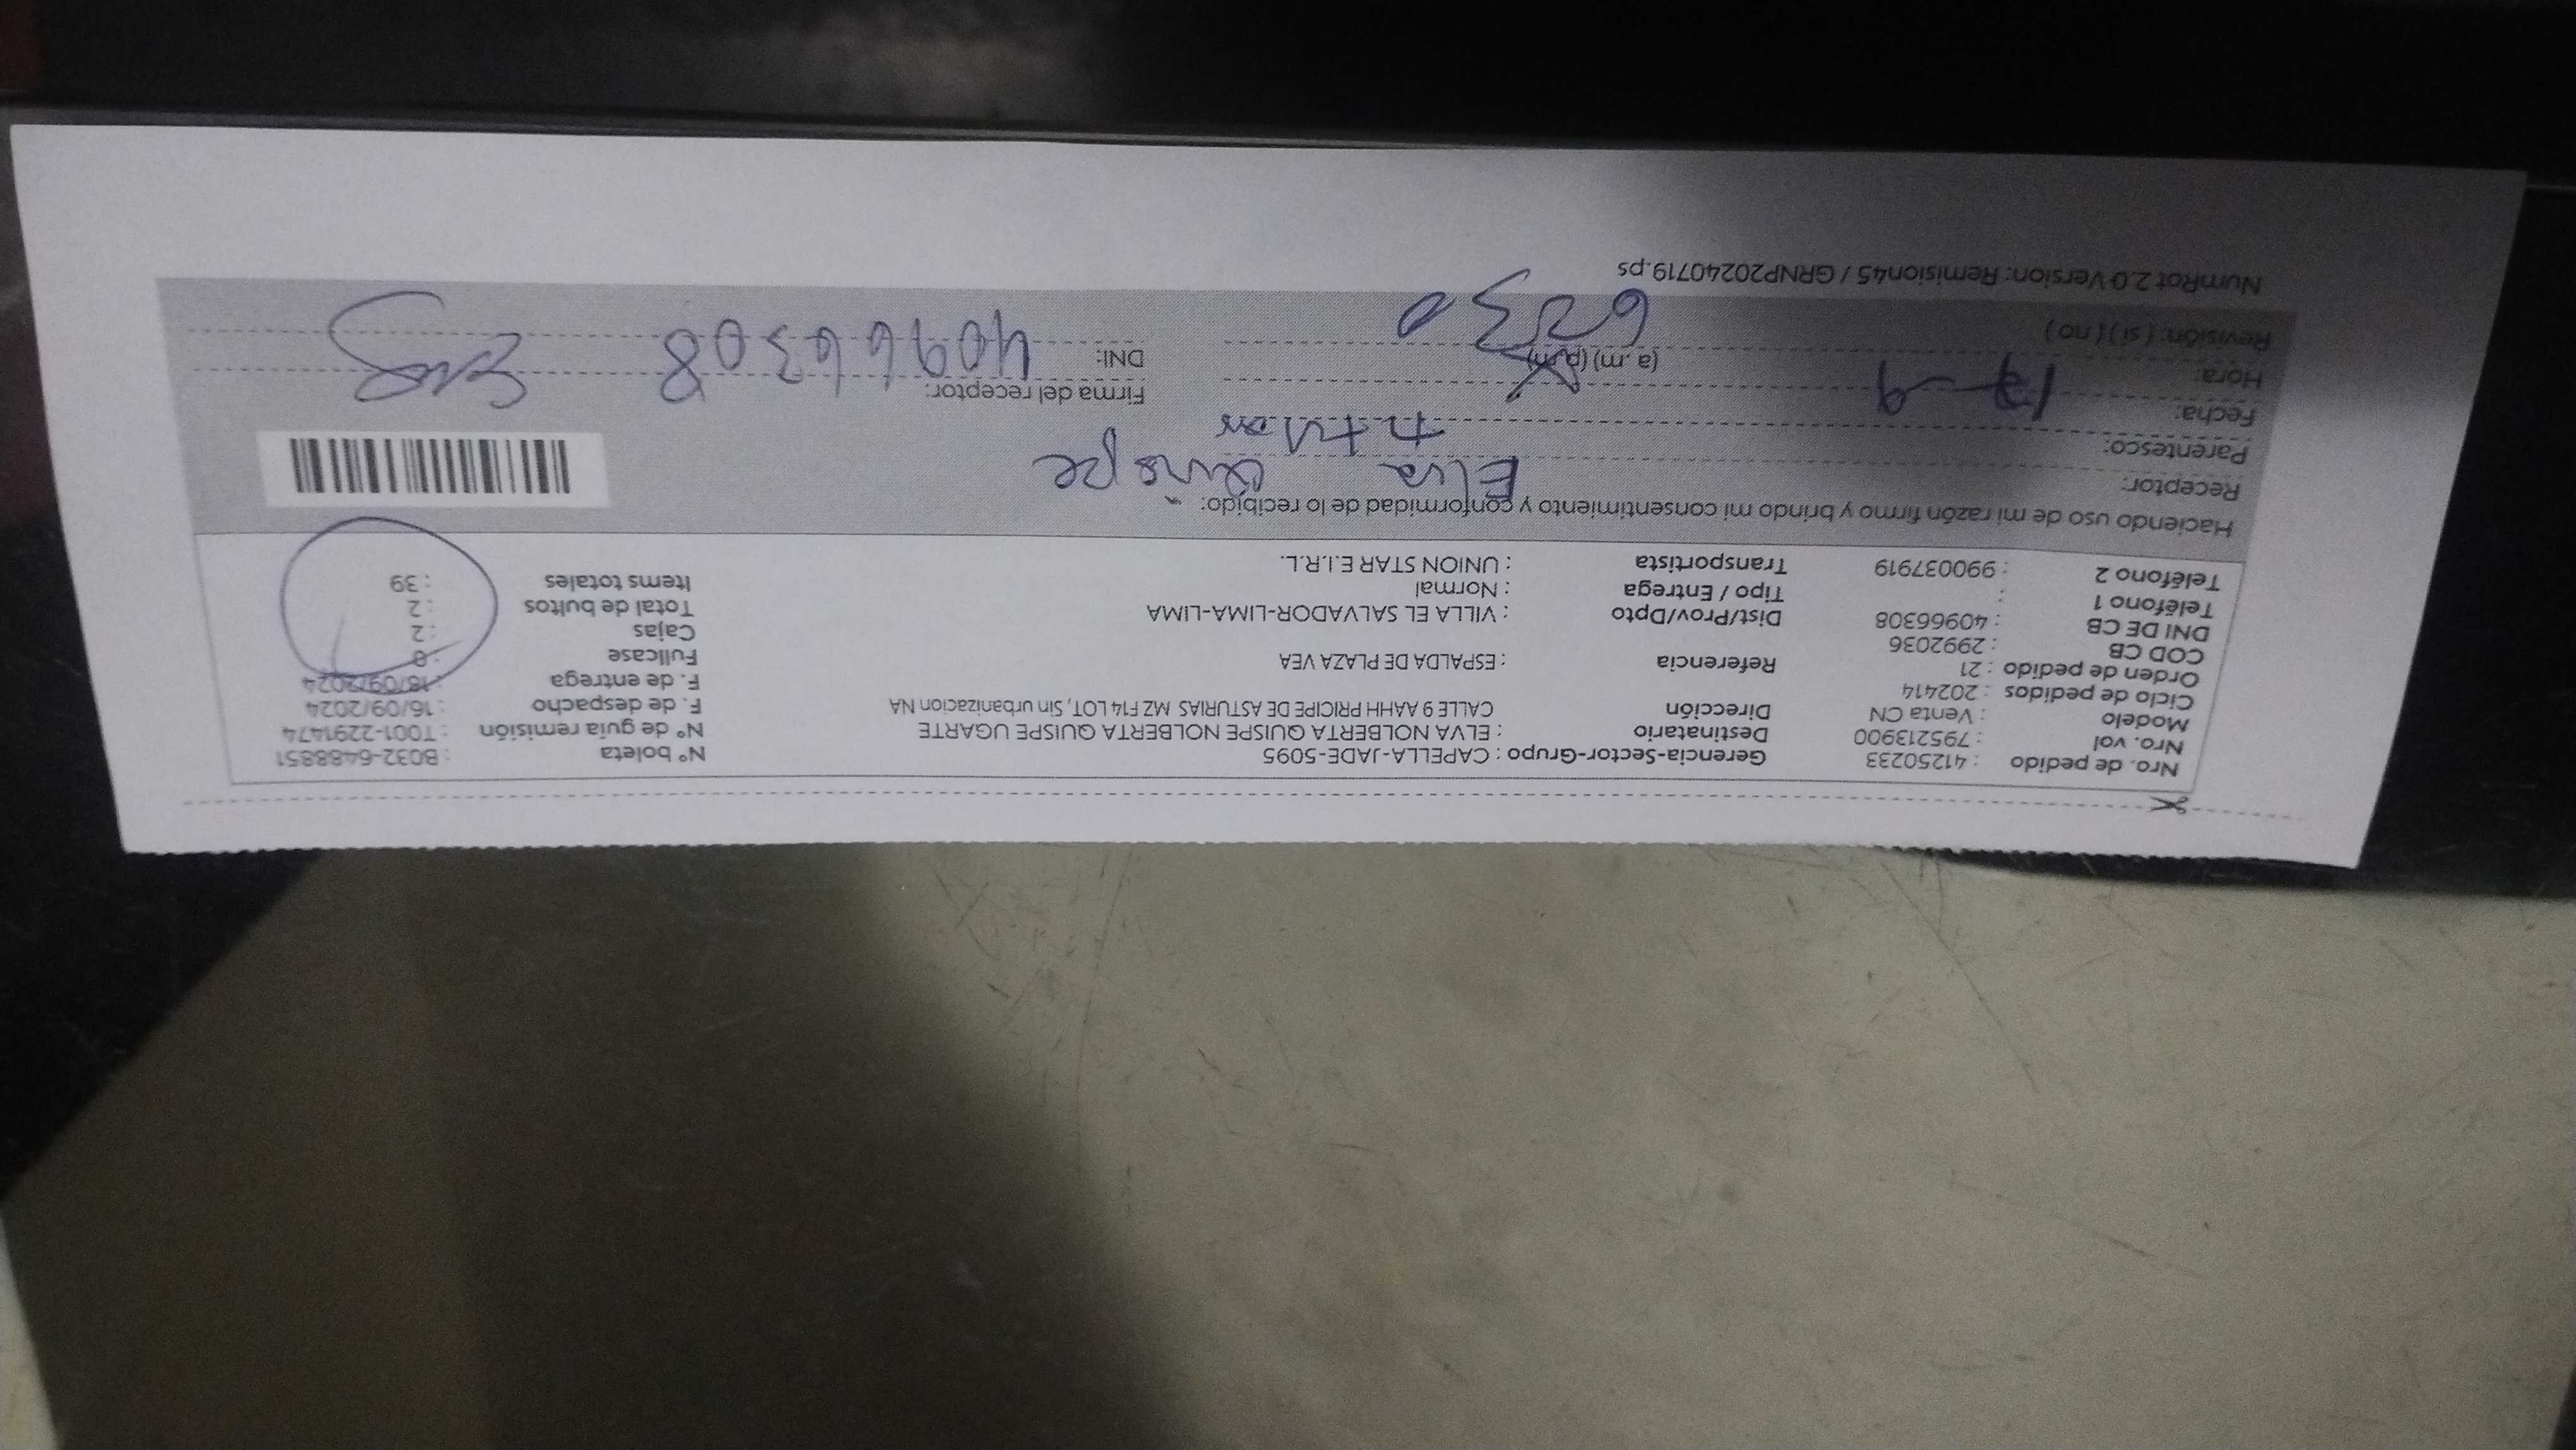 Nro. de pedido : 41250233 Gerencia-Sector-Grupo : CAPELLA-JADE-5095 N° boleta : B032-6488851
Nro. vol : 795213900 Destinatario : ELVA NOLBERTA QUISPE NOLBERTA QUISPE UGARTE N° de guía remisión : T001-2291474
Modelo : Venta CN Dirección CALLE 9 AAHH PRICIPE DE ASTURIAS MZ F14 LOT, Sin urbanizacion NA F. de despacho : 16/09/2024
Ciclo de pedidos : 202414 F. de entrega : 18/09/2024
Orden de pedido : 21 Referencia : ESPALDA DE PLAZA VEA Fullcase : 0
COD CB : 2992036 Cajas : 2
DNI DE CB : 40966308 Dist/Prov/Dpto : VILLA EL SALVADOR-LIMA-LIMA Total de bultos : 2
Teléfono 1 : Tipo / Entrega : Normal Items totales : 39
Teléfono 2 : 990037919 Transportista : UNION STAR E.I.R.L.
Haciendo uso de mi razón firmo y brindo mi consentimiento y conformidad de lo recibido:
Receptor: Elva
Parentesco: titular
Fecha: 17-9 Firma del receptor:
Hora: (a.m) (p.m) DNI: 40966308
Revisión: ( si ) ( no )
NumRot 2.0 Version: Remision45 / GRNP20240719.ps